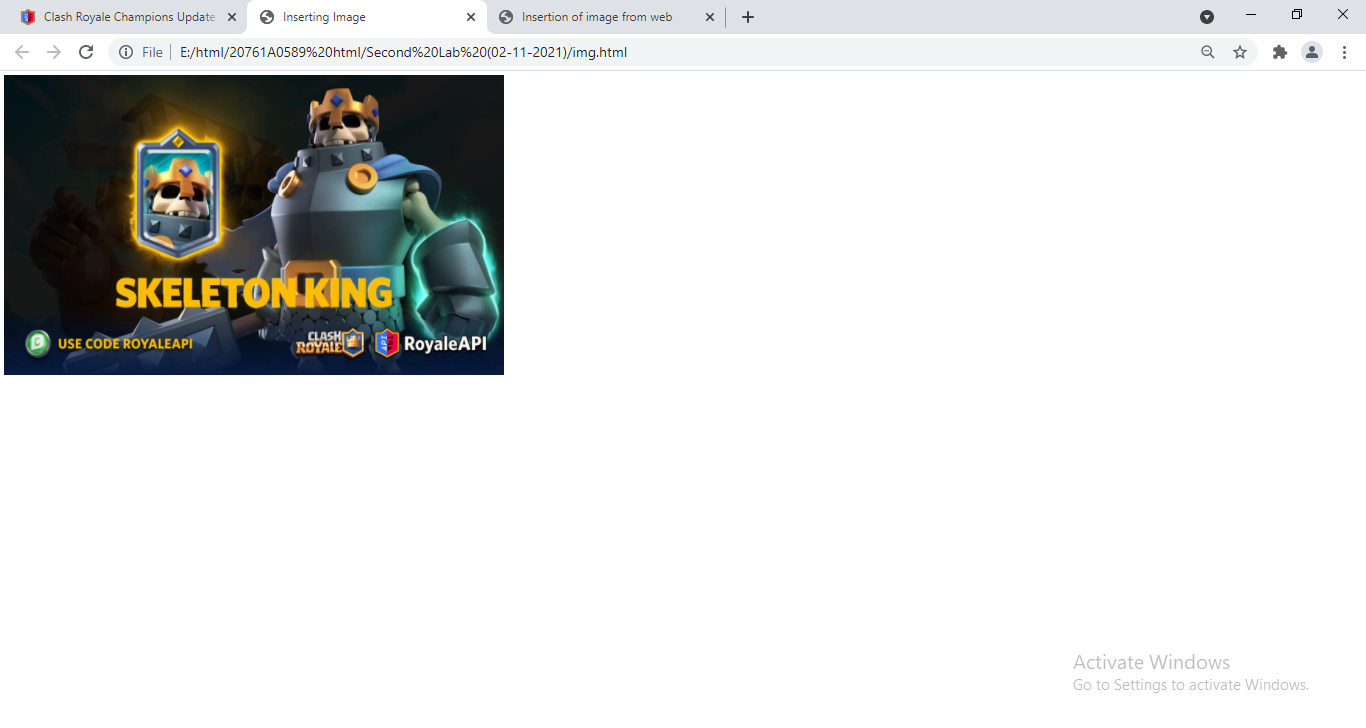 Clash Royale Champions Update
Inserting Image
Insertion of image from web
File
E:/html/20761A0589%20html/Second%20Lab%20(02-11-2021)/img.html
SKELETON KING
USE CODE ROYALEAPI
CLASH
ROYALE
API
RoyaleAPI
Activate Windows
Go to Settings to activate Windows.